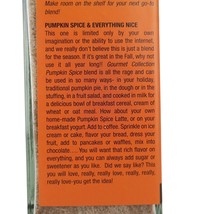 Make room on the shelf for your next go-to
blend!
PUMPKIN SPICE & EVERYTHING NICE
This one is limited only by your own
imagination or the ability to use the internet,
and we really don't believe this is just a blend
for the season. If it's great in the Fall, why not
use it all year long!! Gourmet Collection
Pumpkin Spice blend is all the rage and can
be used in so many ways- in your holiday
traditional pumpkin pie, in the dough or in the
stuffing, in a fruit salad, and cooked in milk for
a delicious bowl of breakfast cereal, cream of
wheat or oat meal. How about your own
home-made Pumpkin Spice Latte, or on your
breakfast yogurt. Add to coffee. Sprinkle on ice
cream or cake, flavor your bread, dress your
fruit, add to pancakes or waffles, mix into
chocolate.... You will want that rich flavor on
everything, and you can always add sugar or
sweetener as you like. Did we say like? This
you will love, really, really love, really, really,
really love-you get the idea!